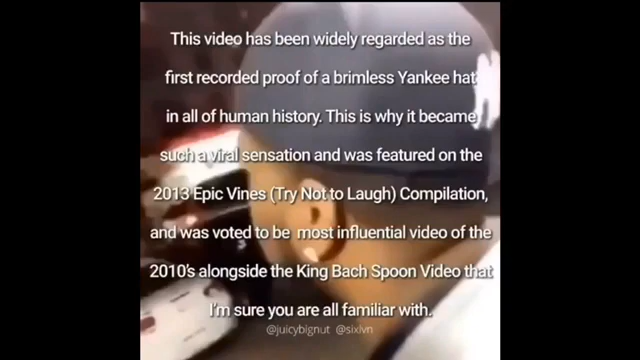 This video has been widely regarded as the
first recorded proof of a brimless Yankee hat
in all of human history. This is why it became
such a viral sensation and was featured on the
2013 Epic Vines (Try Not to Laugh) Compilation,
and was voted to be most influential video of the
2010's alongside the King Bach Spoon Video that
I'm sure you are all familiar with.
@juicybignut @sixlvn